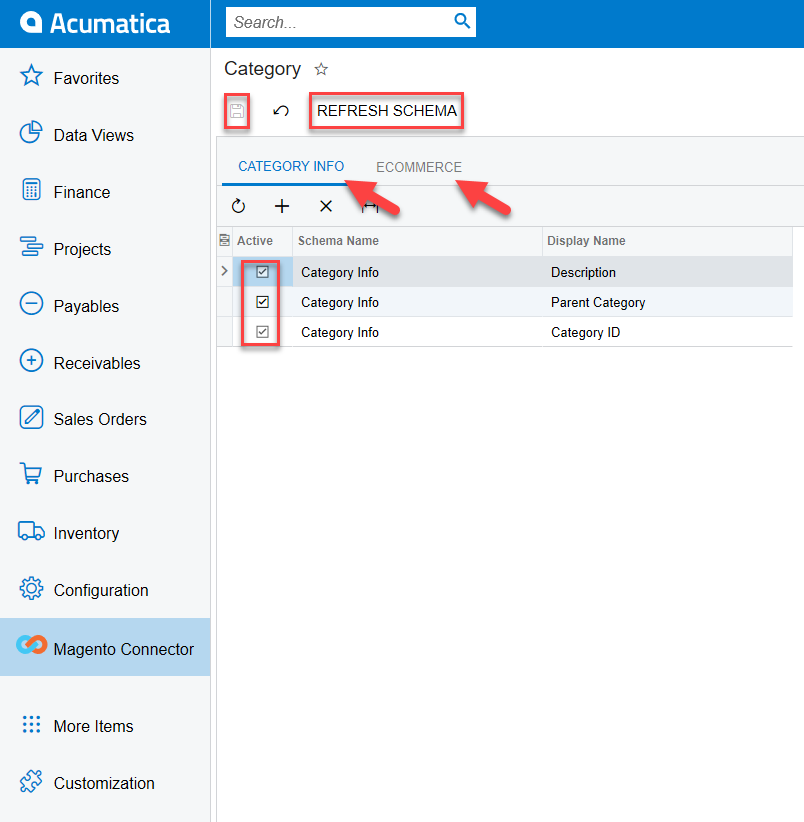 Acumatica
Search...
Favorites
Data Views
Finance
Projects
Payables
Receivables
Sales Orders
Purchases
Inventory
Configuration
Magento Connector
More Items
Customization
Category
REFRESH SCHEMA
CATEGORY INFO ECOMMERCE
Active Schema Name Display Name
Category Info Description
Category Info Parent Category
Category Info Category ID